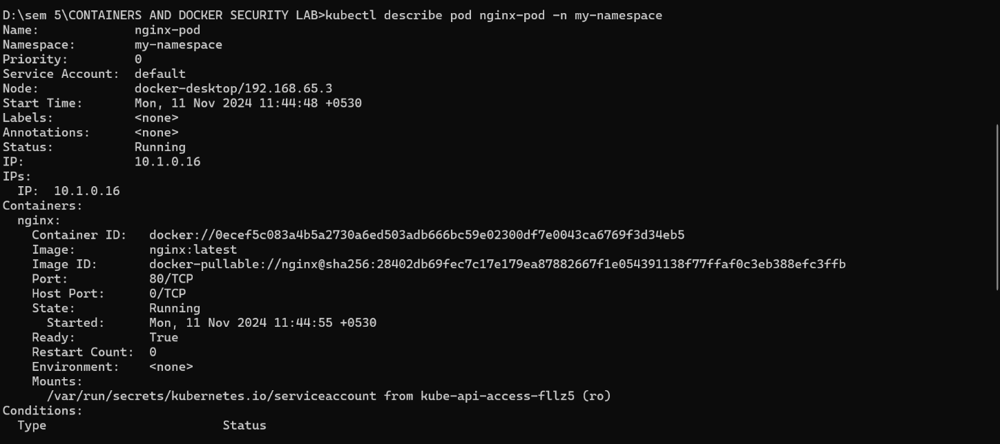 D:\sem 5\CONTAINERS AND DOCKER SECURITY LAB>kubectl describe pod nginx-pod -n my-namespace
Name:             nginx-pod
Namespace:        my-namespace
Priority:         0
Service Account:  default
Node:             docker-desktop/192.168.65.3
Start Time:       Mon, 11 Nov 2024 11:44:48 +0530
Labels:           <none>
Annotations:      <none>
Status:           Running
IP:               10.1.0.16
IPs:
  IP:  10.1.0.16
Containers:
  nginx:
    Container ID:   docker://0ecef5c083a4b5a2730a6ed503adb666bc59e02300df7e0043ca6769f3d34eb5
    Image:          nginx:latest
    Image ID:       docker-pullable://nginx@sha256:28402db69fec7c17e179ea87882667f1e054391138f77ffaf0c3eb388efc3ffb
    Port:           80/TCP
    Host Port:      0/TCP
    State:          Running
      Started:      Mon, 11 Nov 2024 11:44:55 +0530
    Ready:          True
    Restart Count:  0
    Environment:    <none>
    Mounts:
      /var/run/secrets/kubernetes.io/serviceaccount from kube-api-access-fllz5 (ro)
Conditions:
  Type                        Status